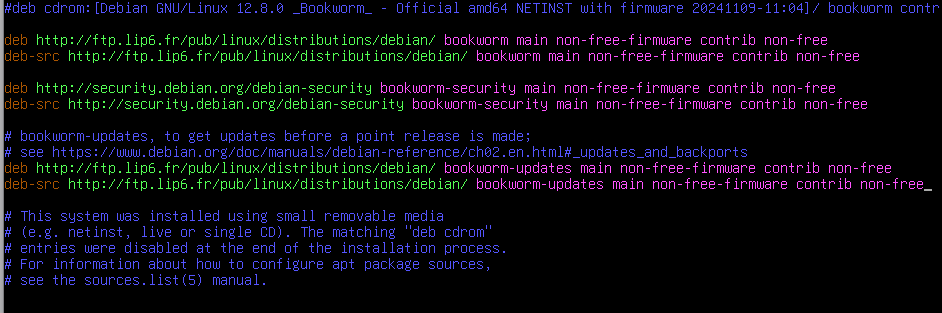 #deb cdrom:[Debian GNU/Linux 12.8.0 _Bookworm_ - Official amd64 NETINST with firmware 20241109-11:04]/ bookworm contr
deb http://ftp.lip6.fr/pub/linux/distributions/debian/ bookworm main non-free-firmware contrib non-free
deb-src http://ftp.lip6.fr/pub/linux/distributions/debian/ bookworm main non-free-firmware contrib non-free
deb http://security.debian.org/debian-security bookworm-security main non-free-firmware contrib non-free
deb-src http://security.debian.org/debian-security bookworm-security main non-free-firmware contrib non-free
# bookworm-updates, to get updates before a point release is made;
# see https://www.debian.org/doc/manuals/debian-reference/ch02.en.html#_updates_and_backports
deb http://ftp.lip6.fr/pub/linux/distributions/debian/ bookworm-updates main non-free-firmware contrib non-free
deb-src http://ftp.lip6.fr/pub/linux/distributions/debian/ bookworm-updates main non-free-firmware contrib non-free
# This system was installed using small removable media
# (e.g. netinst, live or single CD). The matching "deb cdrom"
# entries were disabled at the end of the installation process.
# For information about how to configure apt package sources,
# see the sources.list(5) manual.